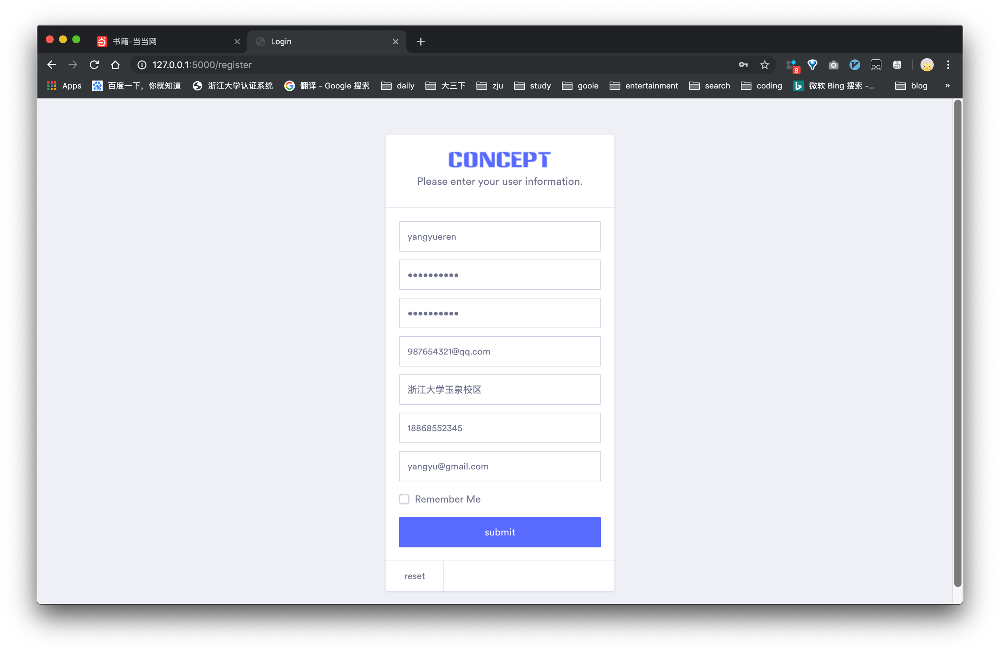 书籍-当当网
Login
127.0.0.1:5000/register
8
Apps 百度一下，你就知道 浙江大学认证系统 翻译 - Google 搜索 daily 大三下 zju study goole entertainment search coding 微软 Bing 搜索 -... blog »
CONCEPT
Please enter your user information.
yangyueren
••••••••••
••••••••••
987654321@qq.com
浙江大学玉泉校区
18868552345
yangyu@gmail.com
Remember Me
submit
reset